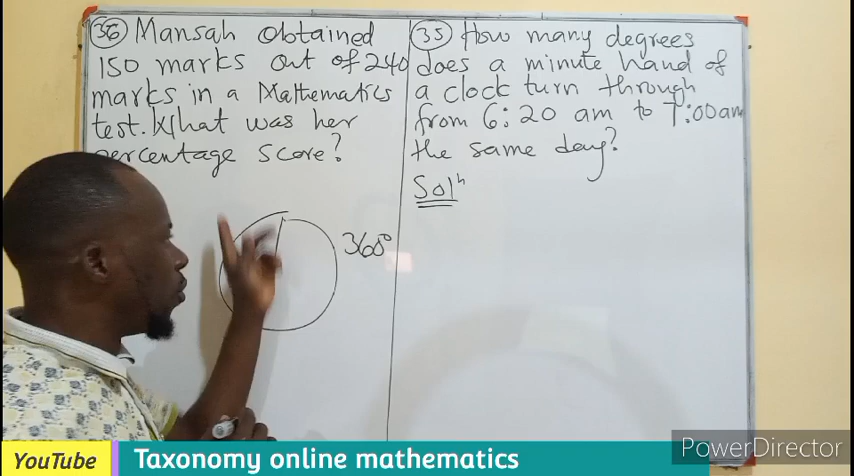 36 Mansah obtained
150 marks out of 240
marks in a Mathematics
test. What was her
percentage score?
360°
35 How many degrees
does a minute hand of
a clock turn through
from 6:20 am to 7:00am
the same day?
Solⁿ
PowerDirector
YouTube Taxonomy online mathematics